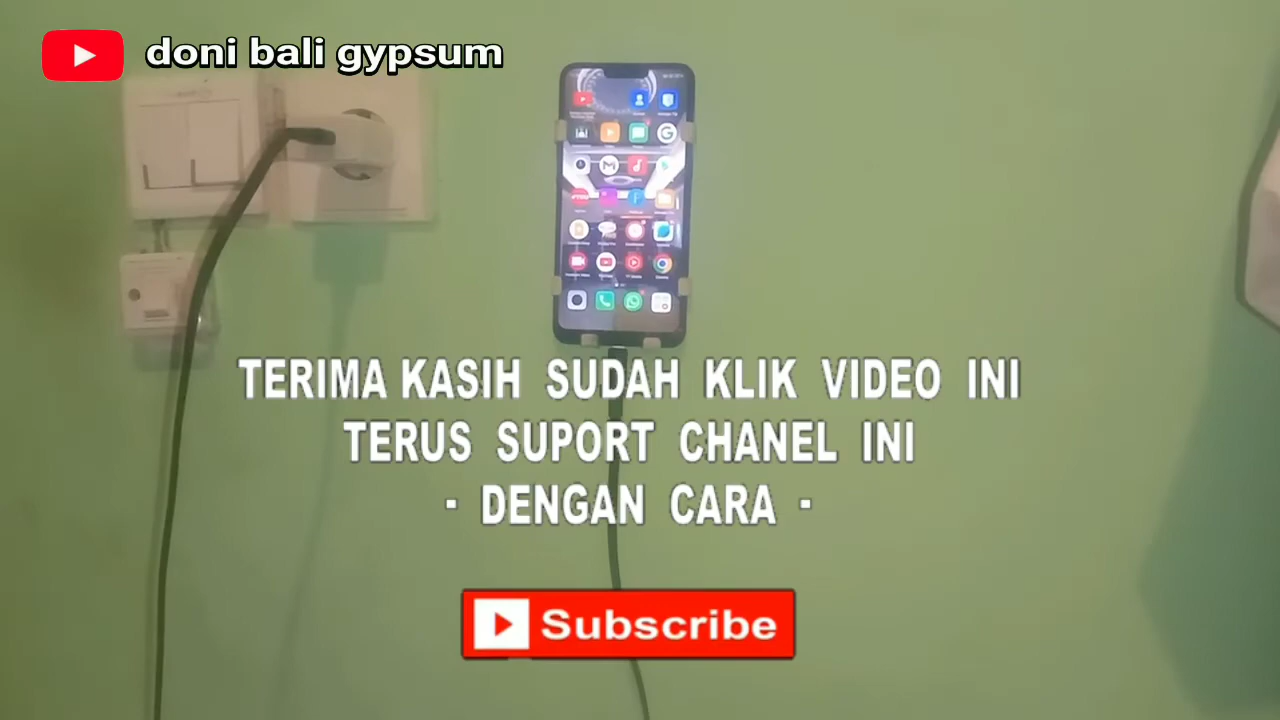 doni bali gypsum
TERIMA KASIH SUDAH KLIK VIDEO INI
TERUS SUPORT CHANEL INI
- DENGAN CARA -
Subscribe